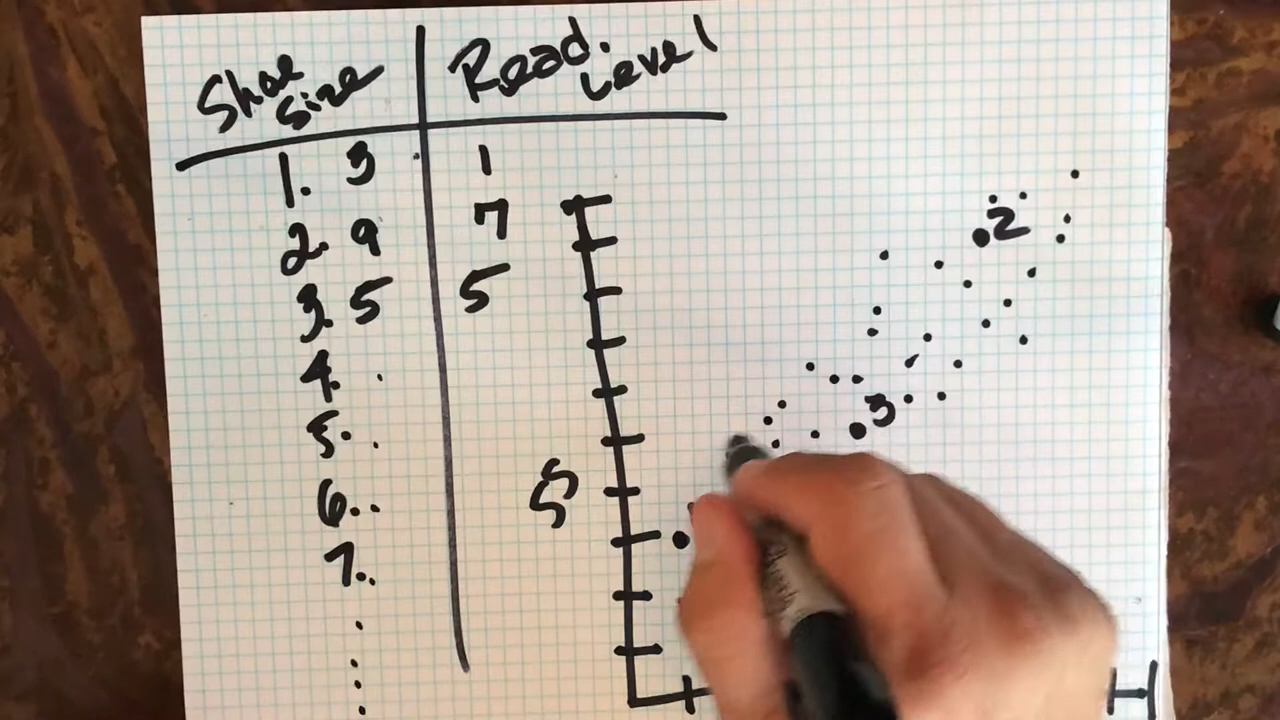 Shoe Size | Read. Level
1. 3 | 1
2. 9 | 7
3. 5 | 5
4. .
5. .
6. .
7. .
2
3
5